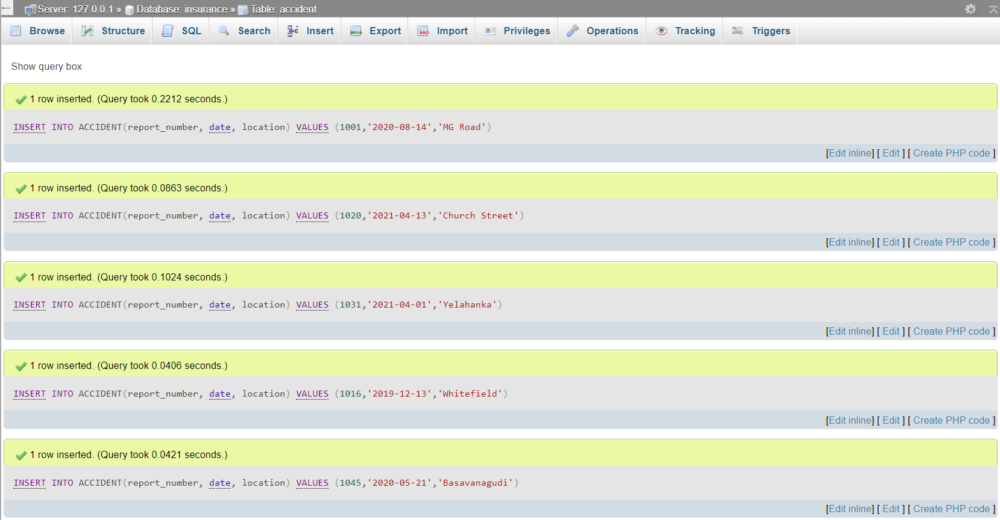 ← Server: 127.0.0.1 » Database: insurance » Table: accident
Browse Structure SQL Search Insert Export Import Privileges Operations Tracking Triggers
Show query box
1 row inserted. (Query took 0.2212 seconds.)
INSERT INTO ACCIDENT(report_number, date, location) VALUES (1001,'2020-08-14','MG Road')
[Edit inline] [ Edit ] [ Create PHP code ]
1 row inserted. (Query took 0.0863 seconds.)
INSERT INTO ACCIDENT(report_number, date, location) VALUES (1020,'2021-04-13','Church Street')
[Edit inline] [ Edit ] [ Create PHP code ]
1 row inserted. (Query took 0.1024 seconds.)
INSERT INTO ACCIDENT(report_number, date, location) VALUES (1031,'2021-04-01','Yelahanka')
[Edit inline] [ Edit ] [ Create PHP code ]
1 row inserted. (Query took 0.0406 seconds.)
INSERT INTO ACCIDENT(report_number, date, location) VALUES (1016,'2019-12-13','Whitefield')
[Edit inline] [ Edit ] [ Create PHP code ]
1 row inserted. (Query took 0.0421 seconds.)
INSERT INTO ACCIDENT(report_number, date, location) VALUES (1045,'2020-05-21','Basavanagudi')
[Edit inline] [ Edit ] [ Create PHP code ]